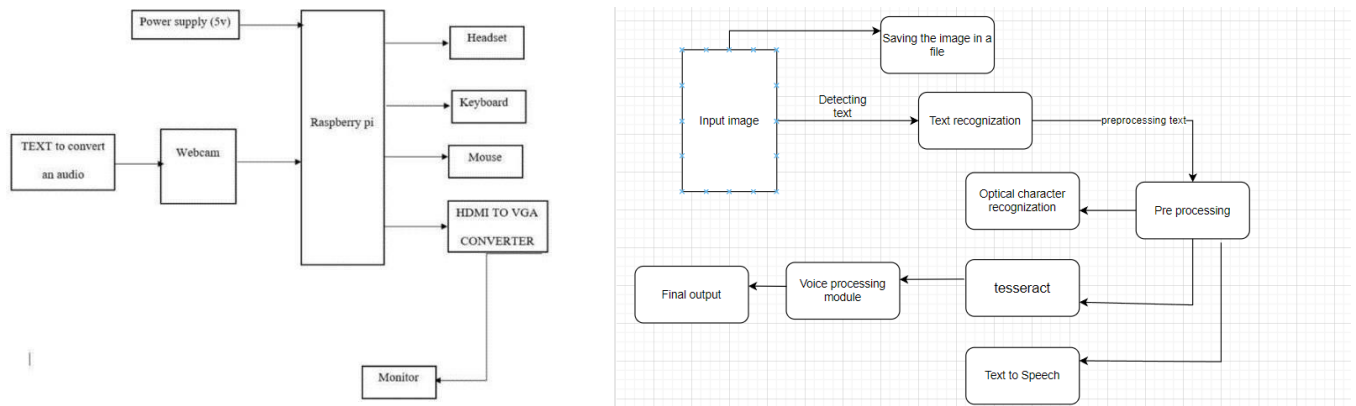 Power supply (5v)
Headset
Keyboard
Raspberry pi
TEXT to convert
an audio
Webcam
Mouse
HDMI TO VGA
CONVERTER
Monitor
Saving the image in a
file
Input image
Detecting
text
Text recognization
preprocessing text
Optical character
recognization
Pre processing
tesseract
Voice processing
module
Final output
Text to Speech